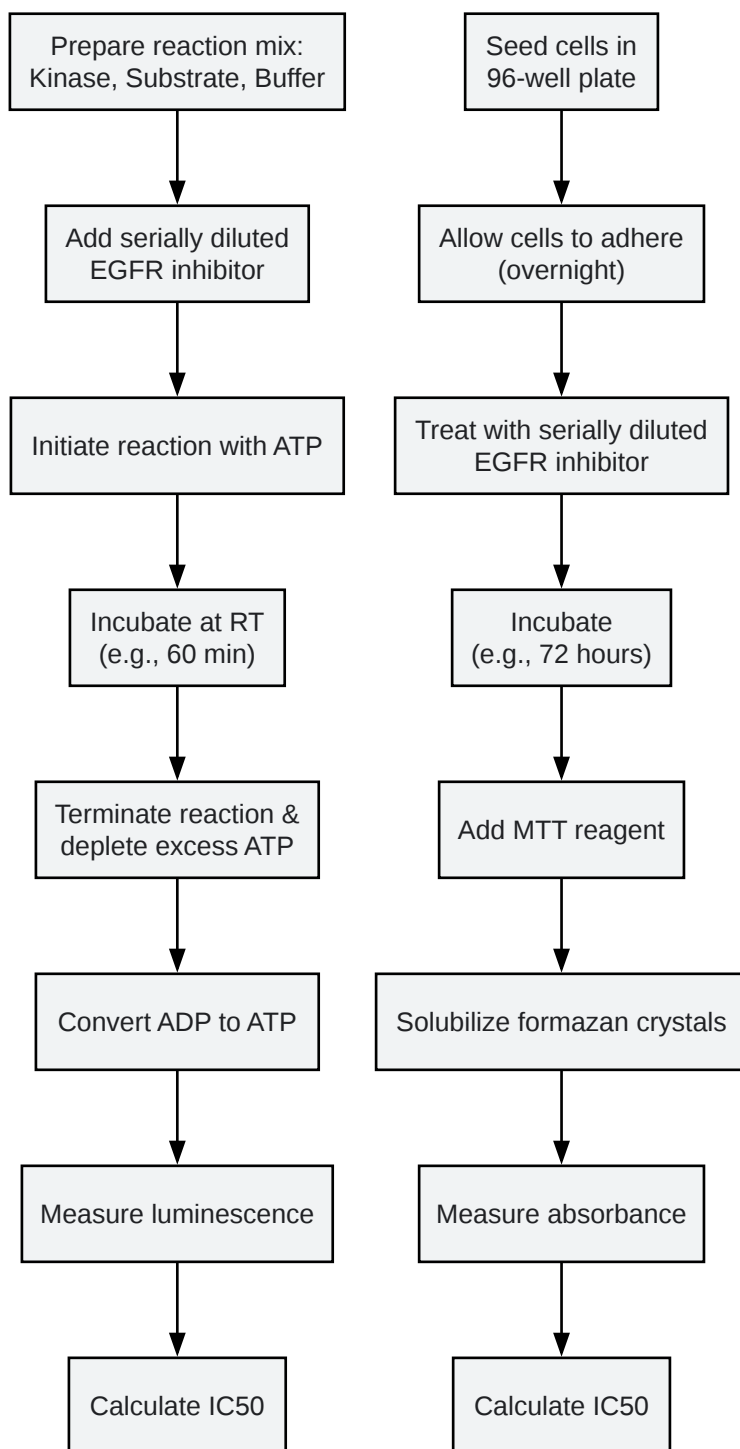 Prepare reaction mix:
Kinase, Substrate, Buffer
Add serially diluted
EGFR inhibitor
Initiate reaction with ATP
Incubate at RT
(e.g., 60 min)
Terminate reaction &
deplete excess ATP
Convert ADP to ATP
Measure luminescence
Calculate IC50
Seed cells in
96-well plate
Allow cells to adhere
(overnight)
Treat with serially diluted
EGFR inhibitor
Incubate
(e.g., 72 hours)
Add MTT reagent
Solubilize formazan crystals
Measure absorbance
Calculate IC50